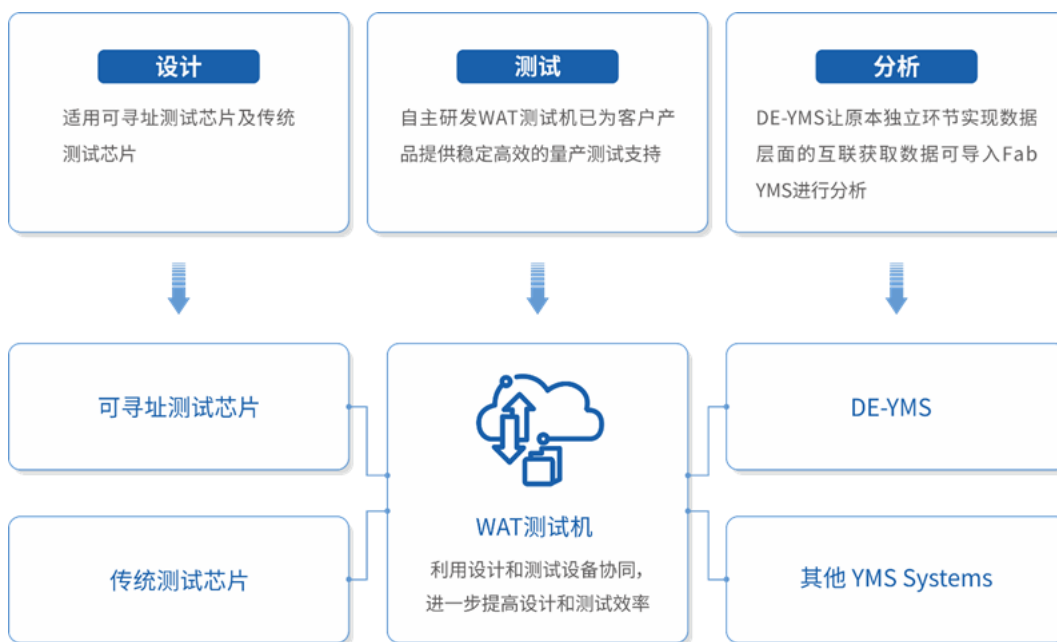 设计
适用可寻址测试芯片及传统
测试芯片
测试
自主研发WAT测试机已为客户产
品提供稳定高效的量产测试支持
分析
DE-YMS让原本独立环节实现数据
层面的互联获取数据可导入Fab
YMS进行分析
可寻址测试芯片
传统测试芯片
WAT测试机
利用设计和测试设备协同，
进一步提高设计和测试效率
DE-YMS
其他 YMS Systems